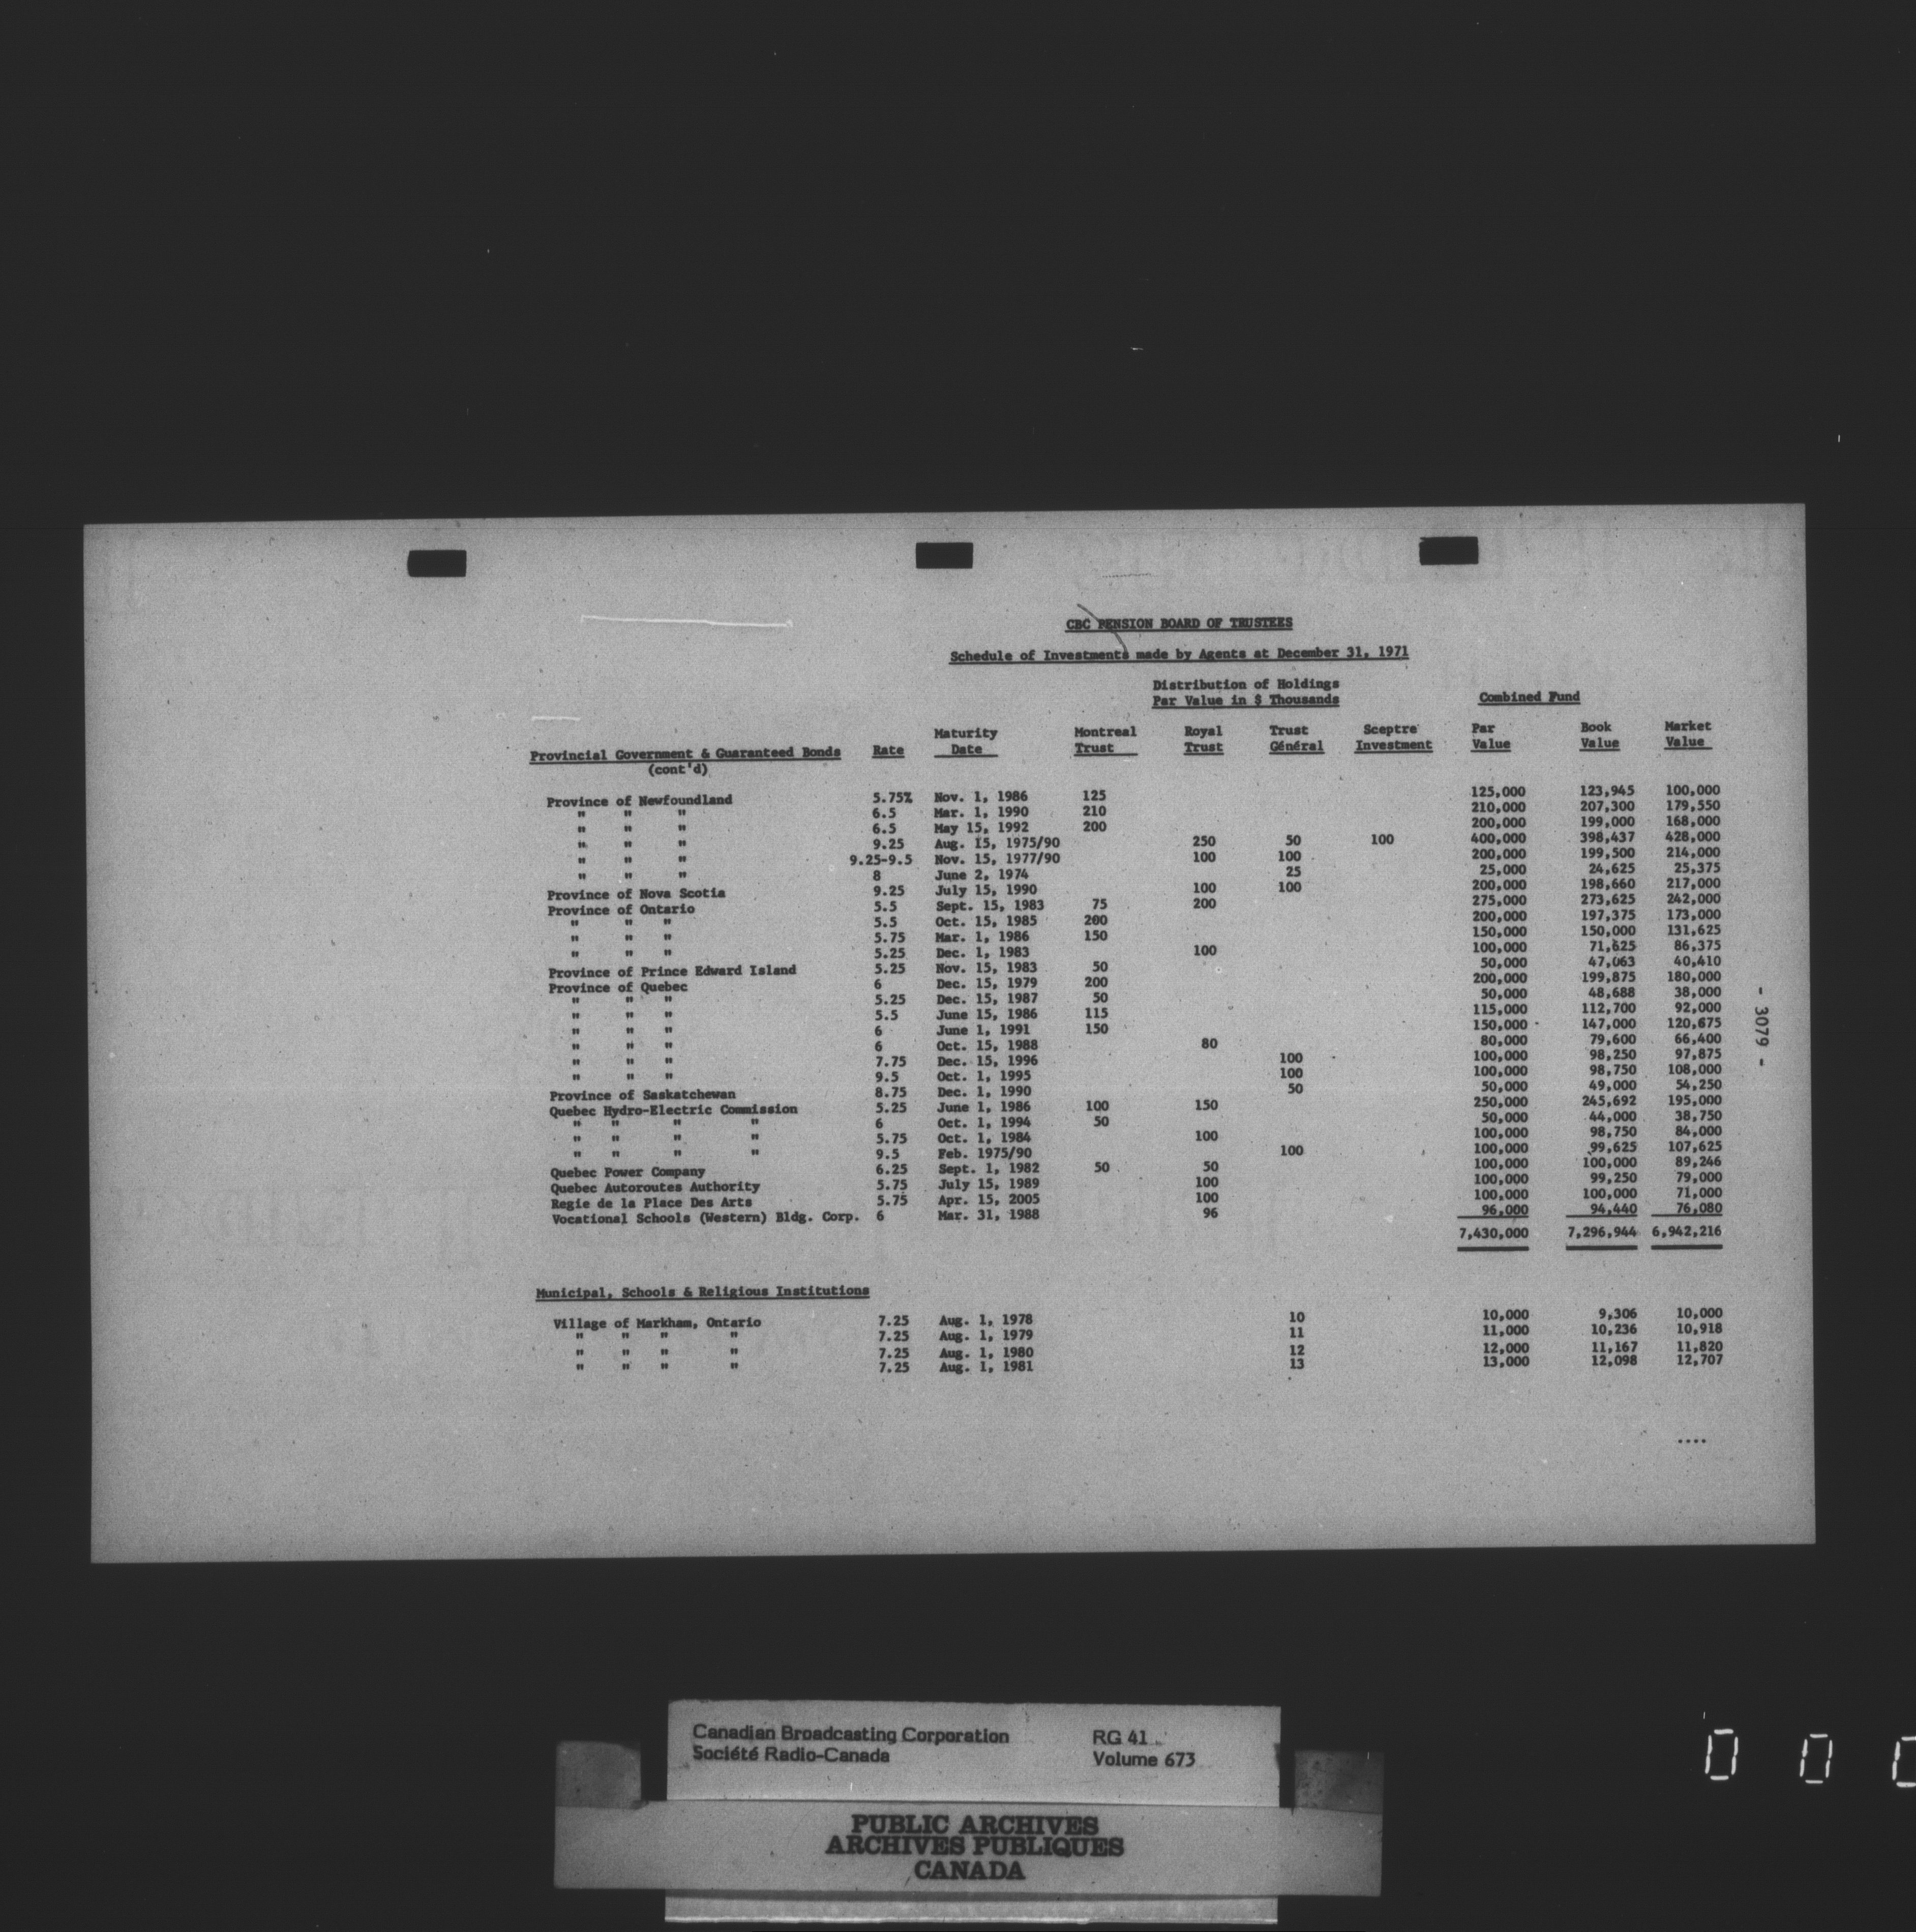 CBC PENSION BOARD OF TRUSTEES
Schedule of Investments made by Agents at December 31, 1971
Distribution of Holdings
Par Value in $ Thousands Combined Fund
Maturity Montreal Royal Trust Sceptre Par Book Market
Provincial Government & Guaranteed Bonds Rate Date Trust Trust Général Investment Value Value Value
(cont'd)
Province of Newfoundland 5.75% Nov. 1, 1986 125 125,000 123,945 100,000
" " " 6.5 Mar. 1, 1990 210 210,000 207,300 179,550
" " " 6.5 May 15, 1992 200 200,000 199,000 168,000
" " " 9.25 Aug. 15, 1975/90 250 50 100 400,000 398,437 428,000
" " " 9.25-9.5 Nov. 15, 1977/90 100 100 200,000 199,500 214,000
" " " 8 June 2, 1974 25 25,000 24,625 25,375
Province of Nova Scotia 9.25 July 15, 1990 100 100 200,000 198,660 217,000
Province of Ontario 5.5 Sept. 15, 1983 75 200 275,000 273,625 242,000
" " " 5.5 Oct. 15, 1985 200 200,000 197,375 173,000
" " " 5.75 Mar. 1, 1986 150 150,000 150,000 131,625
" " " 5.25 Dec. 1, 1983 100 100,000 71,625 86,375
Province of Prince Edward Island 5.25 Nov. 15, 1983 50 50,000 47,063 40,410
Province of Quebec 6 Dec. 15, 1979 200 200,000 199,875 180,000
" " " 5.25 Dec. 15, 1987 50 50,000 48,688 38,000
" " " 5.5 June 15, 1986 115 115,000 112,700 92,000
" " " 6 June 1, 1991 150 150,000 147,000 120,675
" " " 6 Oct. 15, 1988 80 80,000 79,600 66,400
" " " 7.75 Dec. 15, 1996 100 100,000 98,250 97,875
" " " 9.5 Oct. 1, 1995 100 100,000 98,750 108,000
Province of Saskatchewan 8.75 Dec. 1, 1990 50 50,000 49,000 54,250
Quebec Hydro-Electric Commission 5.25 June 1, 1986 100 150 250,000 245,692 195,000
" " " " 6 Oct. 1, 1994 50 50,000 44,000 38,750
" " " " 5.75 Oct. 1, 1984 100 100,000 98,750 84,000
" " " " 9.5 Feb. 1975/90 100 100,000 99,625 107,625
Quebec Power Company 6.25 Sept. 1, 1982 50 50 100,000 100,000 89,246
Quebec Autoroutes Authority 5.75 July 15, 1989 100 100,000 99,250 79,000
Regie de la Place Des Arts 5.75 Apr. 15, 2005 100 100,000 100,000 71,000
Vocational Schools (Western) Bldg. Corp. 6 Mar. 31, 1988 96 96,000 94,440 76,080
7,430,000 7,296,944 6,942,216
Municipal, Schools & Religious Institutions
Village of Markham, Ontario 7.25 Aug. 1, 1978 10 10,000 9,306 10,000
" " " " 7.25 Aug. 1, 1979 11 11,000 10,236 10,918
" " " " 7.25 Aug. 1, 1980 12 12,000 11,167 11,820
" " " " 7.25 Aug. 1, 1981 13 13,000 12,098 12,707
....
- 3079 -
Canadian Broadcasting Corporation RG 41
Société Radio-Canada Volume 673
PUBLIC ARCHIVES
ARCHIVES PUBLIQUES
CANADA
0 0